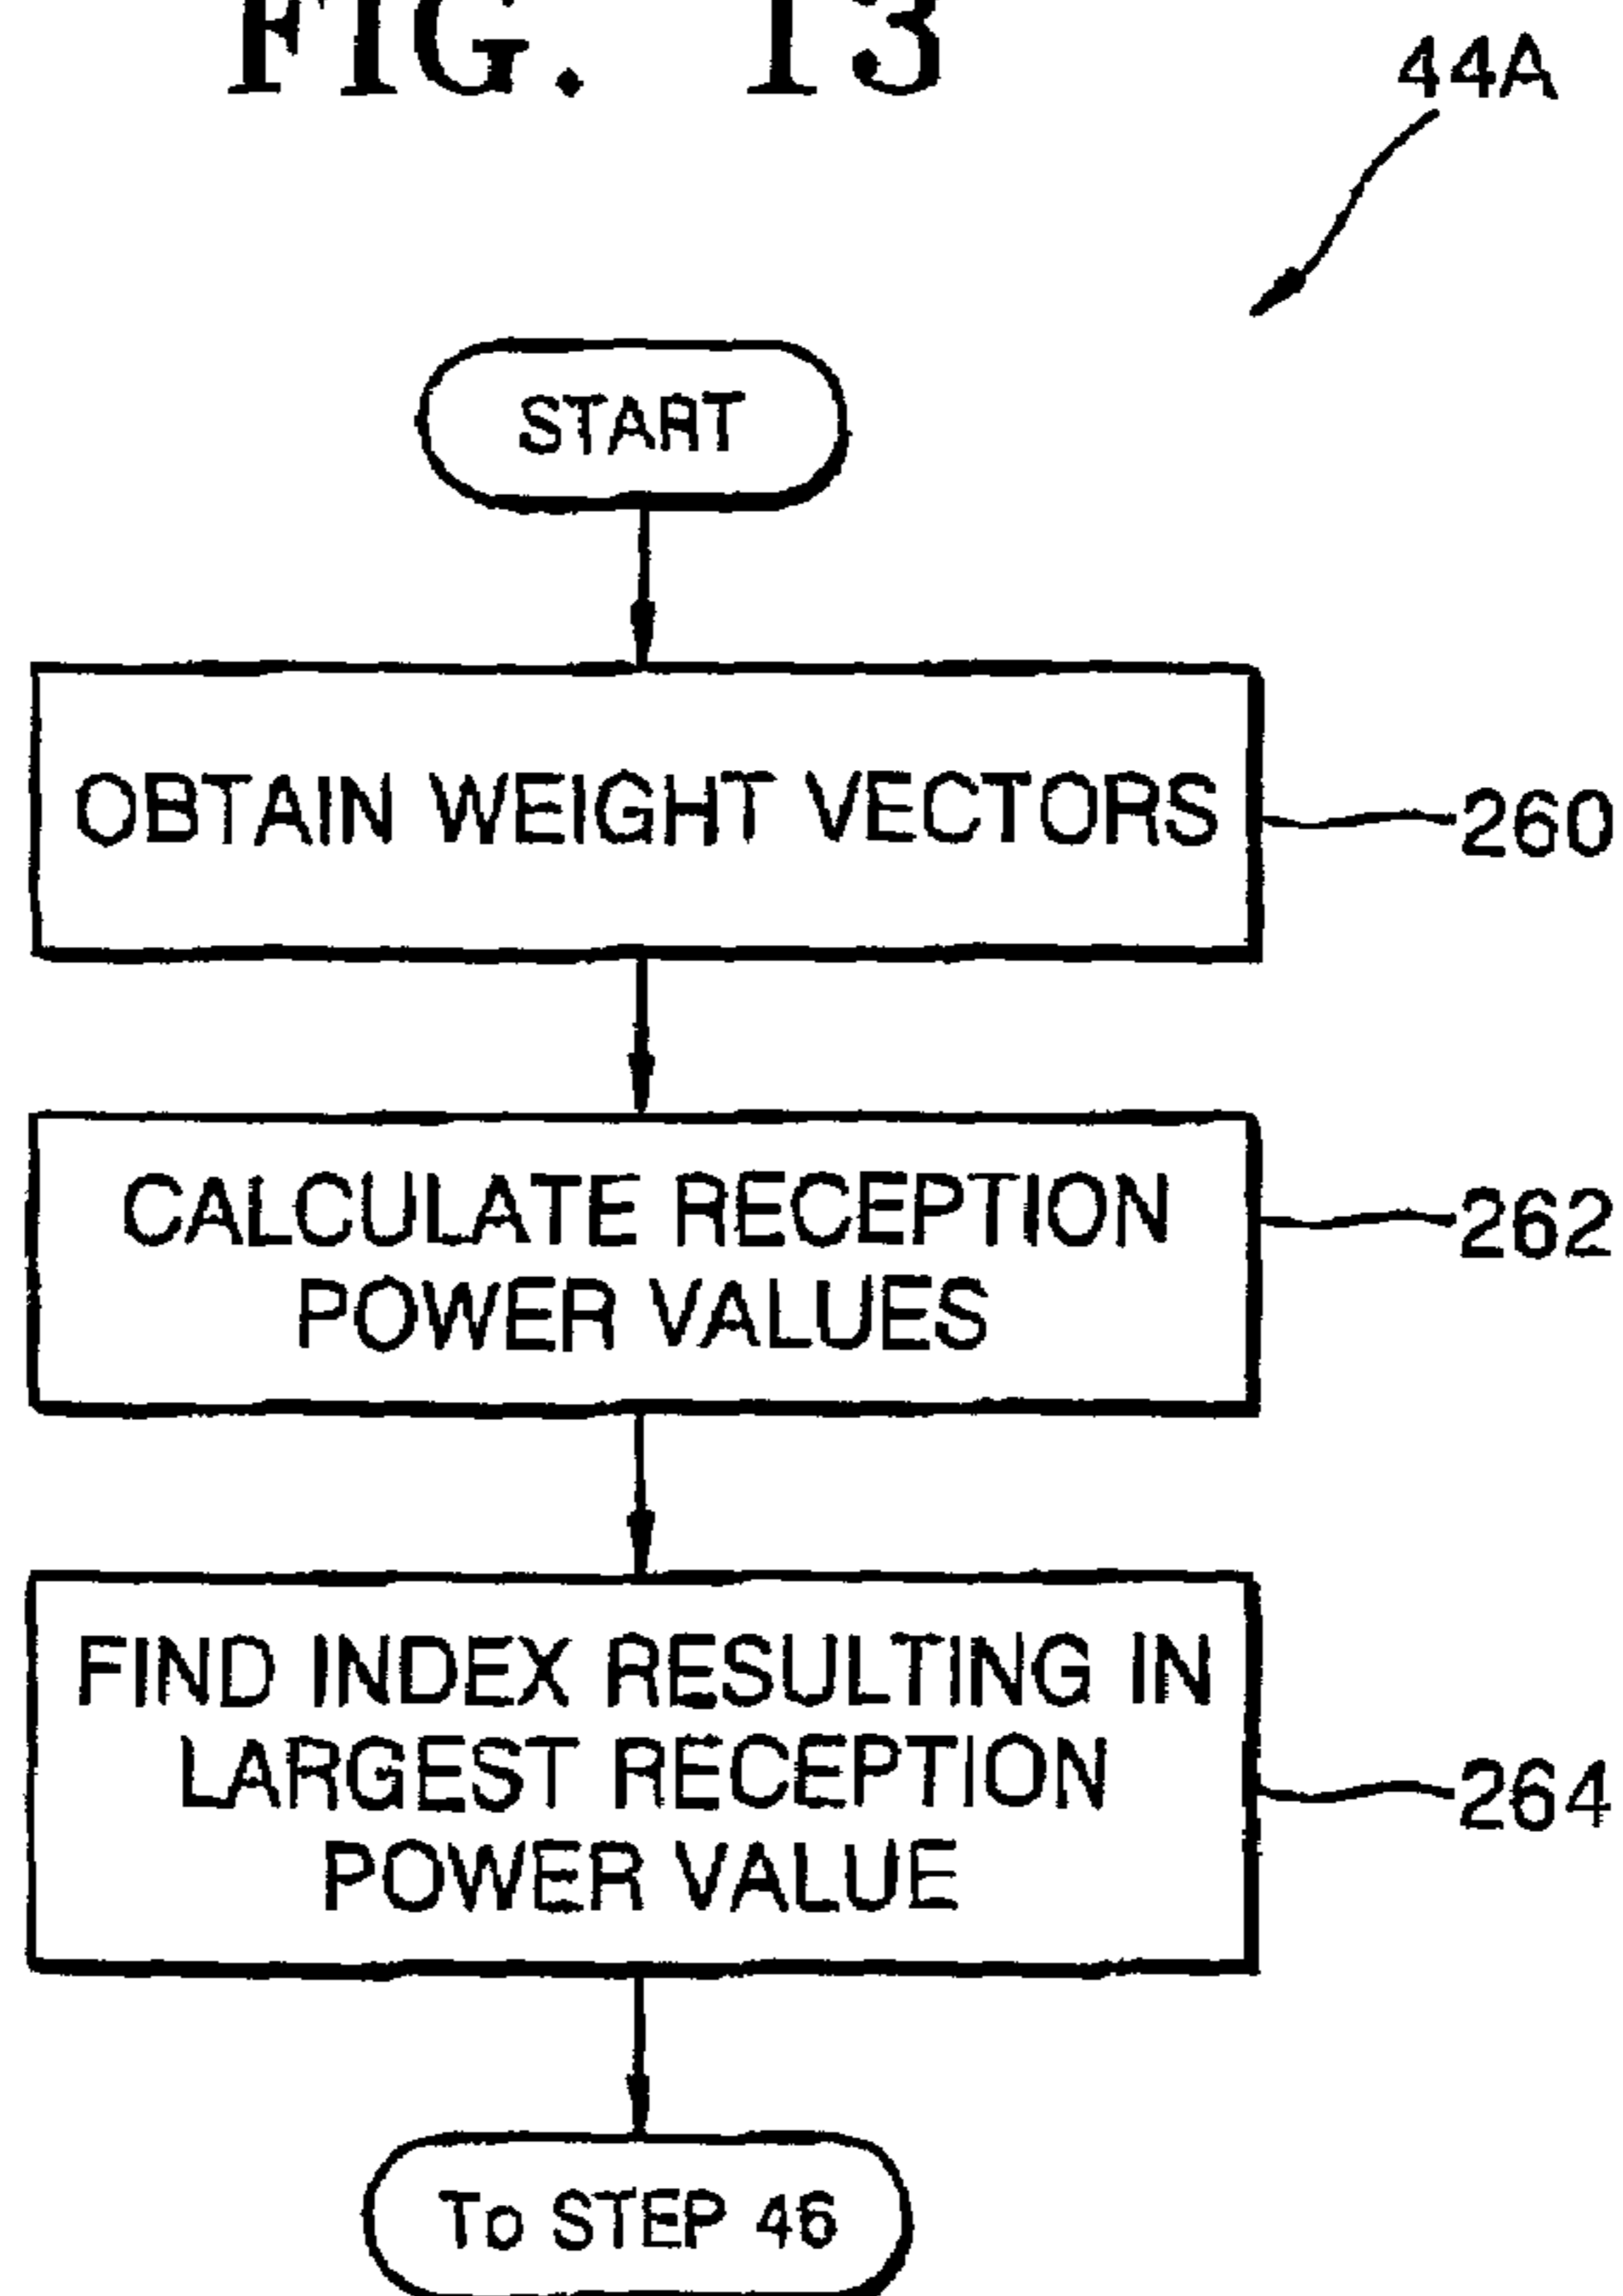 FIG. 13
44A
START
OBTAIN WEIGHT VECTORS
260
CALCULATE RECEPTION
POWER VALUES
262
FIND INDEX RESULTING IN
LARGEST RECEPTION
POWER VALUE
264
To STEP 46